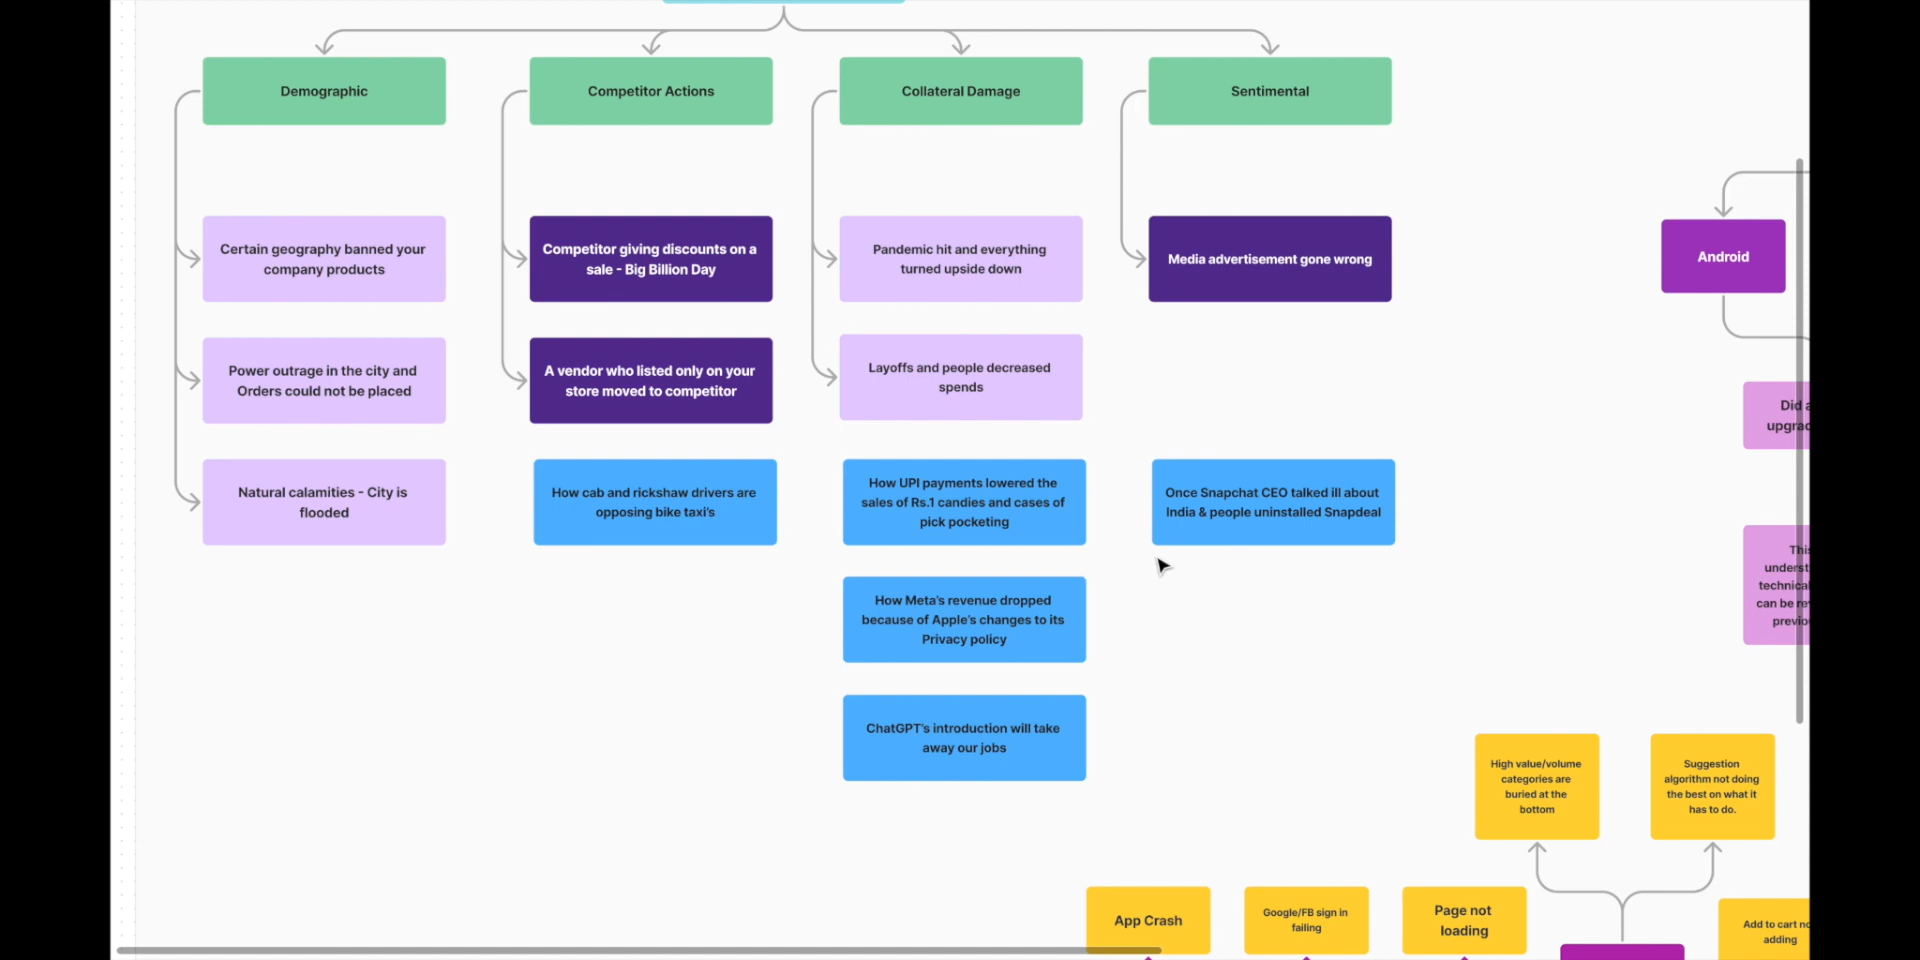 Demographic
Competitor Actions
Collateral Damage
Sentimental
Certain geography banned your
company products
Competitor giving discounts on a
sale - Big Billion Day
Pandemic hit and everything
turned upside down
Media advertisement gone wrong
Android
Power outrage in the city and
Orders could not be placed
A vendor who listed only on your
store moved to competitor
Layoffs and people decreased
spends
Did
Natural calamities - City is
flooded
How cab and rickshaw drivers are
opposing bike taxi's
How UPI payments lowered the
sales of Rs.1 candies and cases of
pick pocketing
Once Snapchat CEO talked ill about
India & people uninstalled Snapdeal
can be
How Meta's revenue dropped
because of Apple's changes to its
Privacy policy
ChatGPT's introduction will take
away our jobs
High value/volume
categories are
buried at the
bottom
Suggestion
algorithm not doing
the best on what it
has to do.
App Crash
Google/FB sign in
failing
Page not
loading
Add to cart
adding